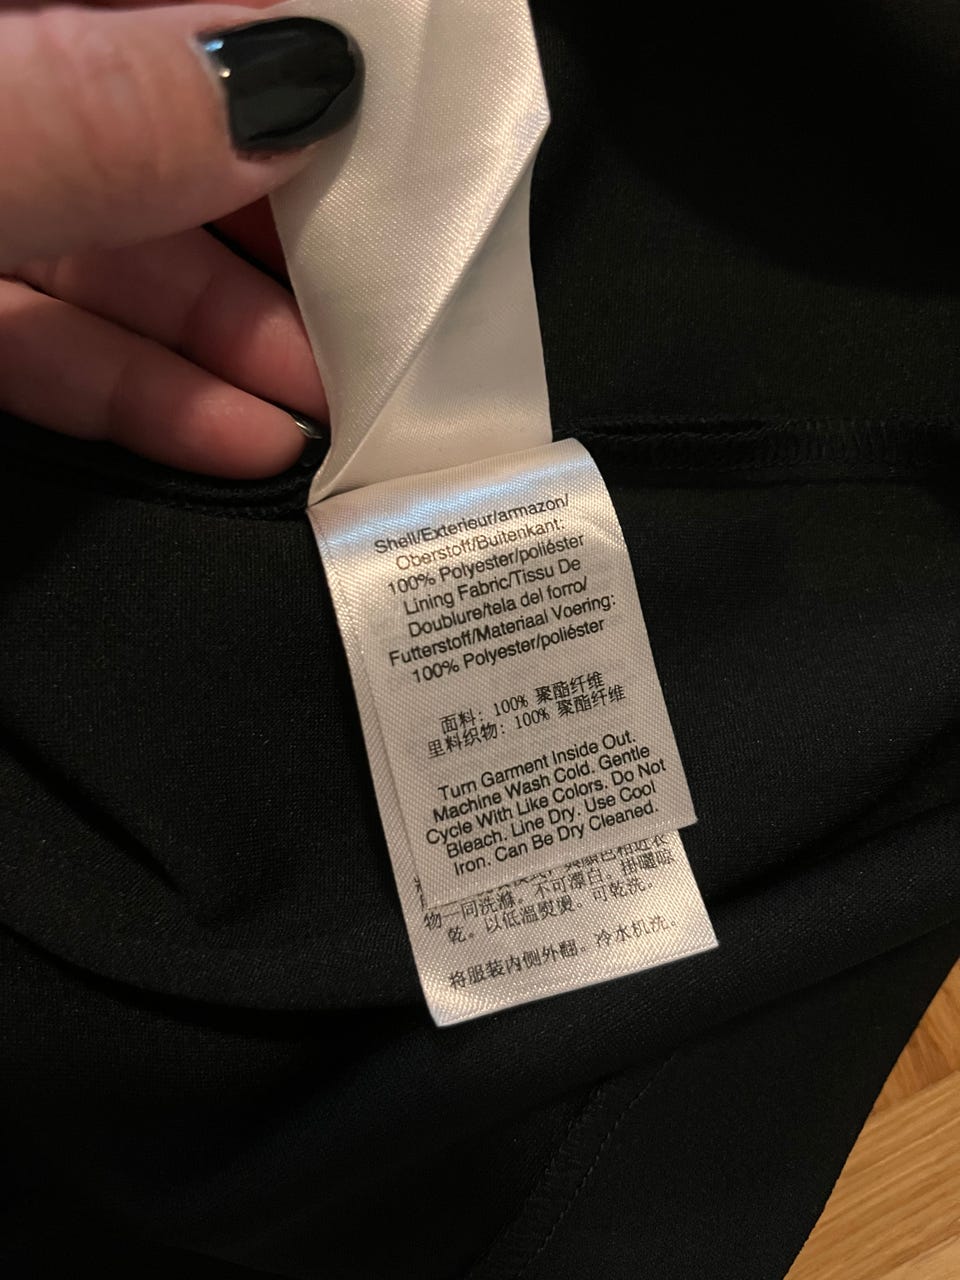 Shell/Exterieur/armazon/
Oberstoff/Buitenkant:
100% Polyester/poliéster
Lining Fabric/Tissu De
Doublure/tela del forro/
Futterstoff/Materiaal Voering:
100% Polyester/poliéster
面料: 100% 聚酯纤维
里料织物: 100% 聚酯纤维
Turn Garment Inside Out.
Machine Wash Cold. Gentle
Cycle With Like Colors. Do Not
Bleach. Line Dry. Use Cool
Iron. Can Be Dry Cleaned.
物一同洗滌。不可漂白。掛曬晾
乾。以低溫熨燙。可乾洗。
将服装内侧外翻。冷水机洗。